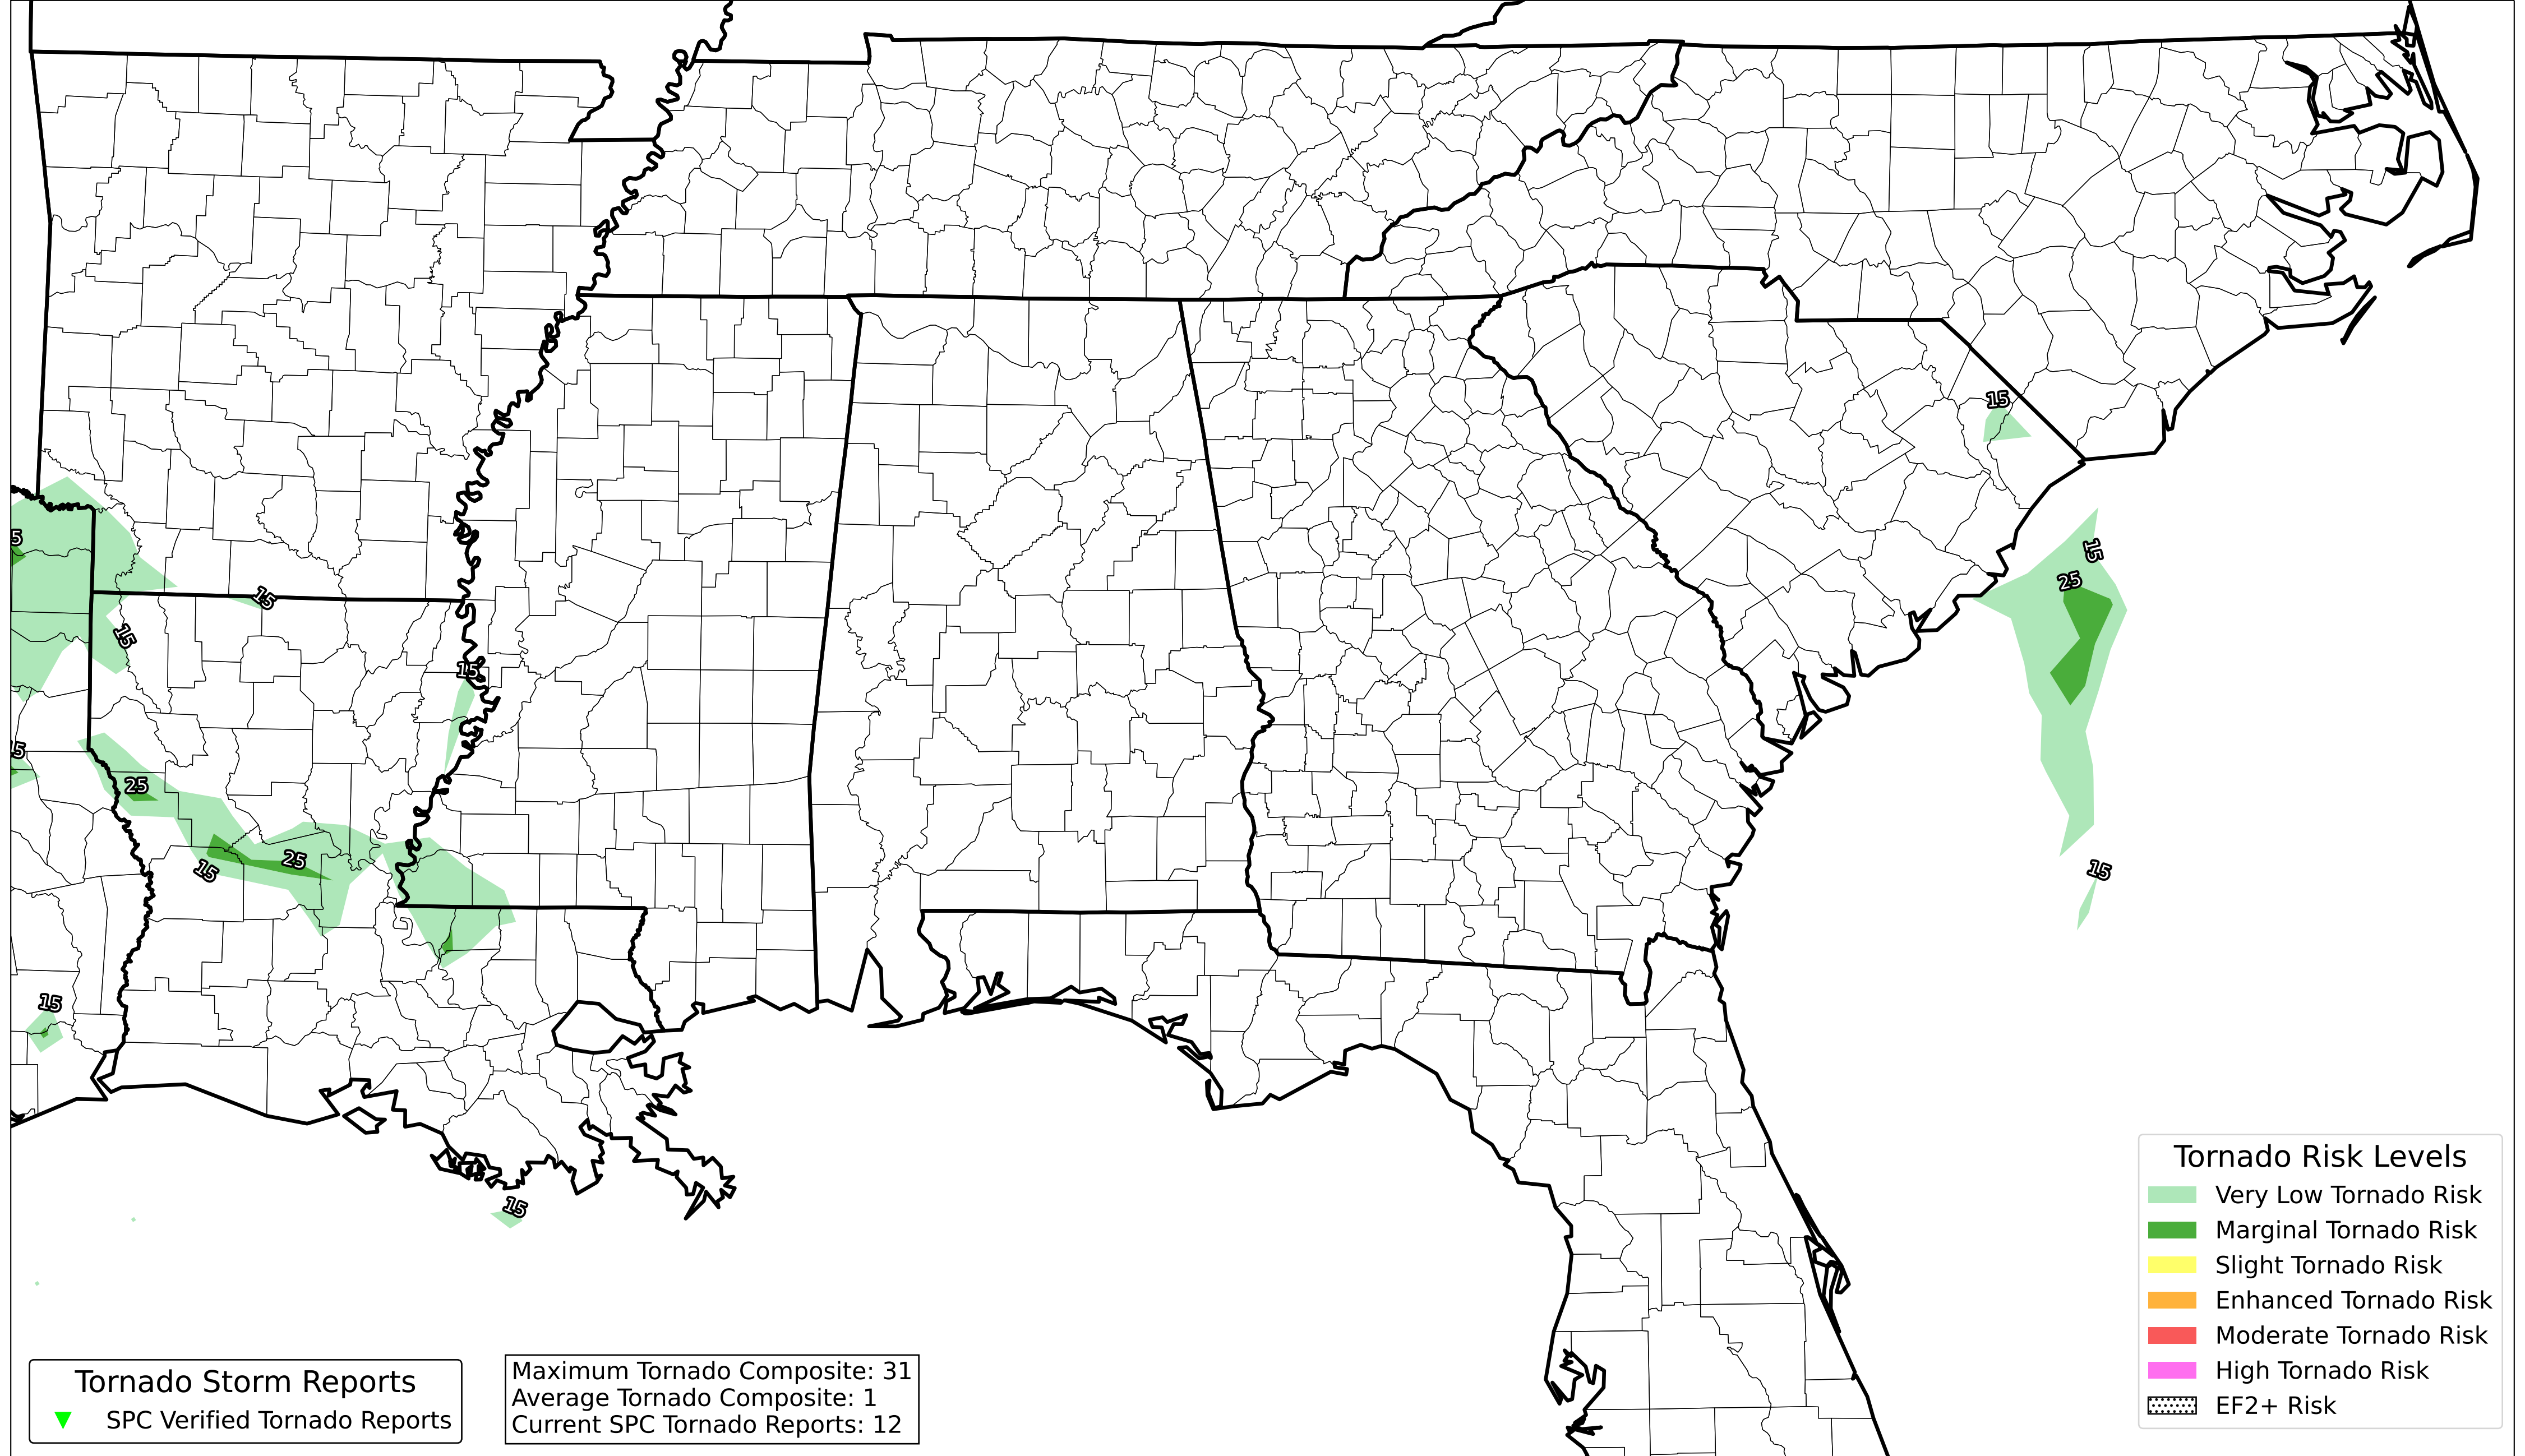 15
5
25
15
15
15
15
15
5
25
25
15
15
15
15
Tornado Risk Levels
Very Low Tornado Risk
Marginal Tornado Risk
Slight Tornado Risk
Enhanced Tornado Risk
Moderate Tornado Risk
High Tornado Risk
EF2+ Risk
Tornado Storm Reports
SPC Verified Tornado Reports
Maximum Tornado Composite: 31
Average Tornado Composite: 1
Current SPC Tornado Reports: 12